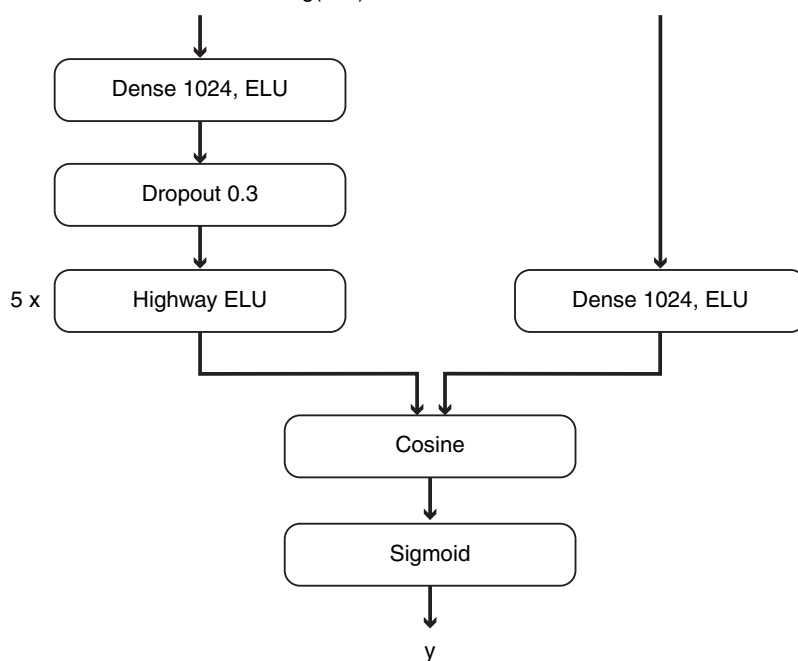 Dense 1024, ELU
Dropout 0.3
5 x Highway ELU
Dense 1024, ELU
Cosine
Sigmoid
y